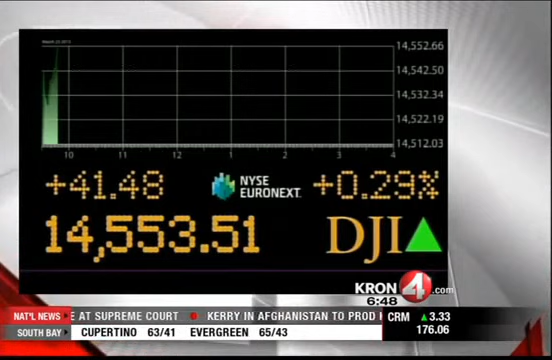 14,552.66
14,542.50
14,532.34
14,522.19
14,512.03
10 11 12 1 2 3 4
+41.48 NYSE EURONEXT. +0.29%
14,553.51 DJI
KRON 4 .com
6:48
NAT'L NEWS E AT SUPREME COURT KERRY IN AFGHANISTAN TO PROD
SOUTH BAY CUPERTINO 63/41 EVERGREEN 65/43
CRM 3.33
176.06